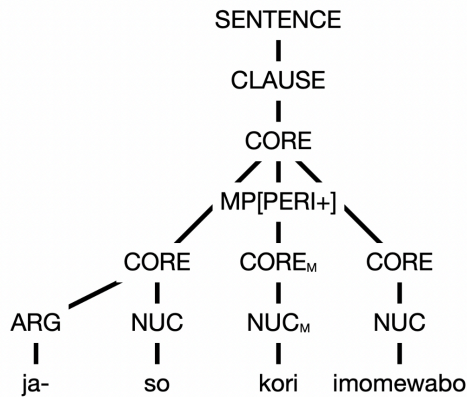 SENTENCE
CLAUSE
CORE
MP[PERI+]
CORE COREM CORE
ARG NUC NUCM NUC
ja- so kori imomewabo